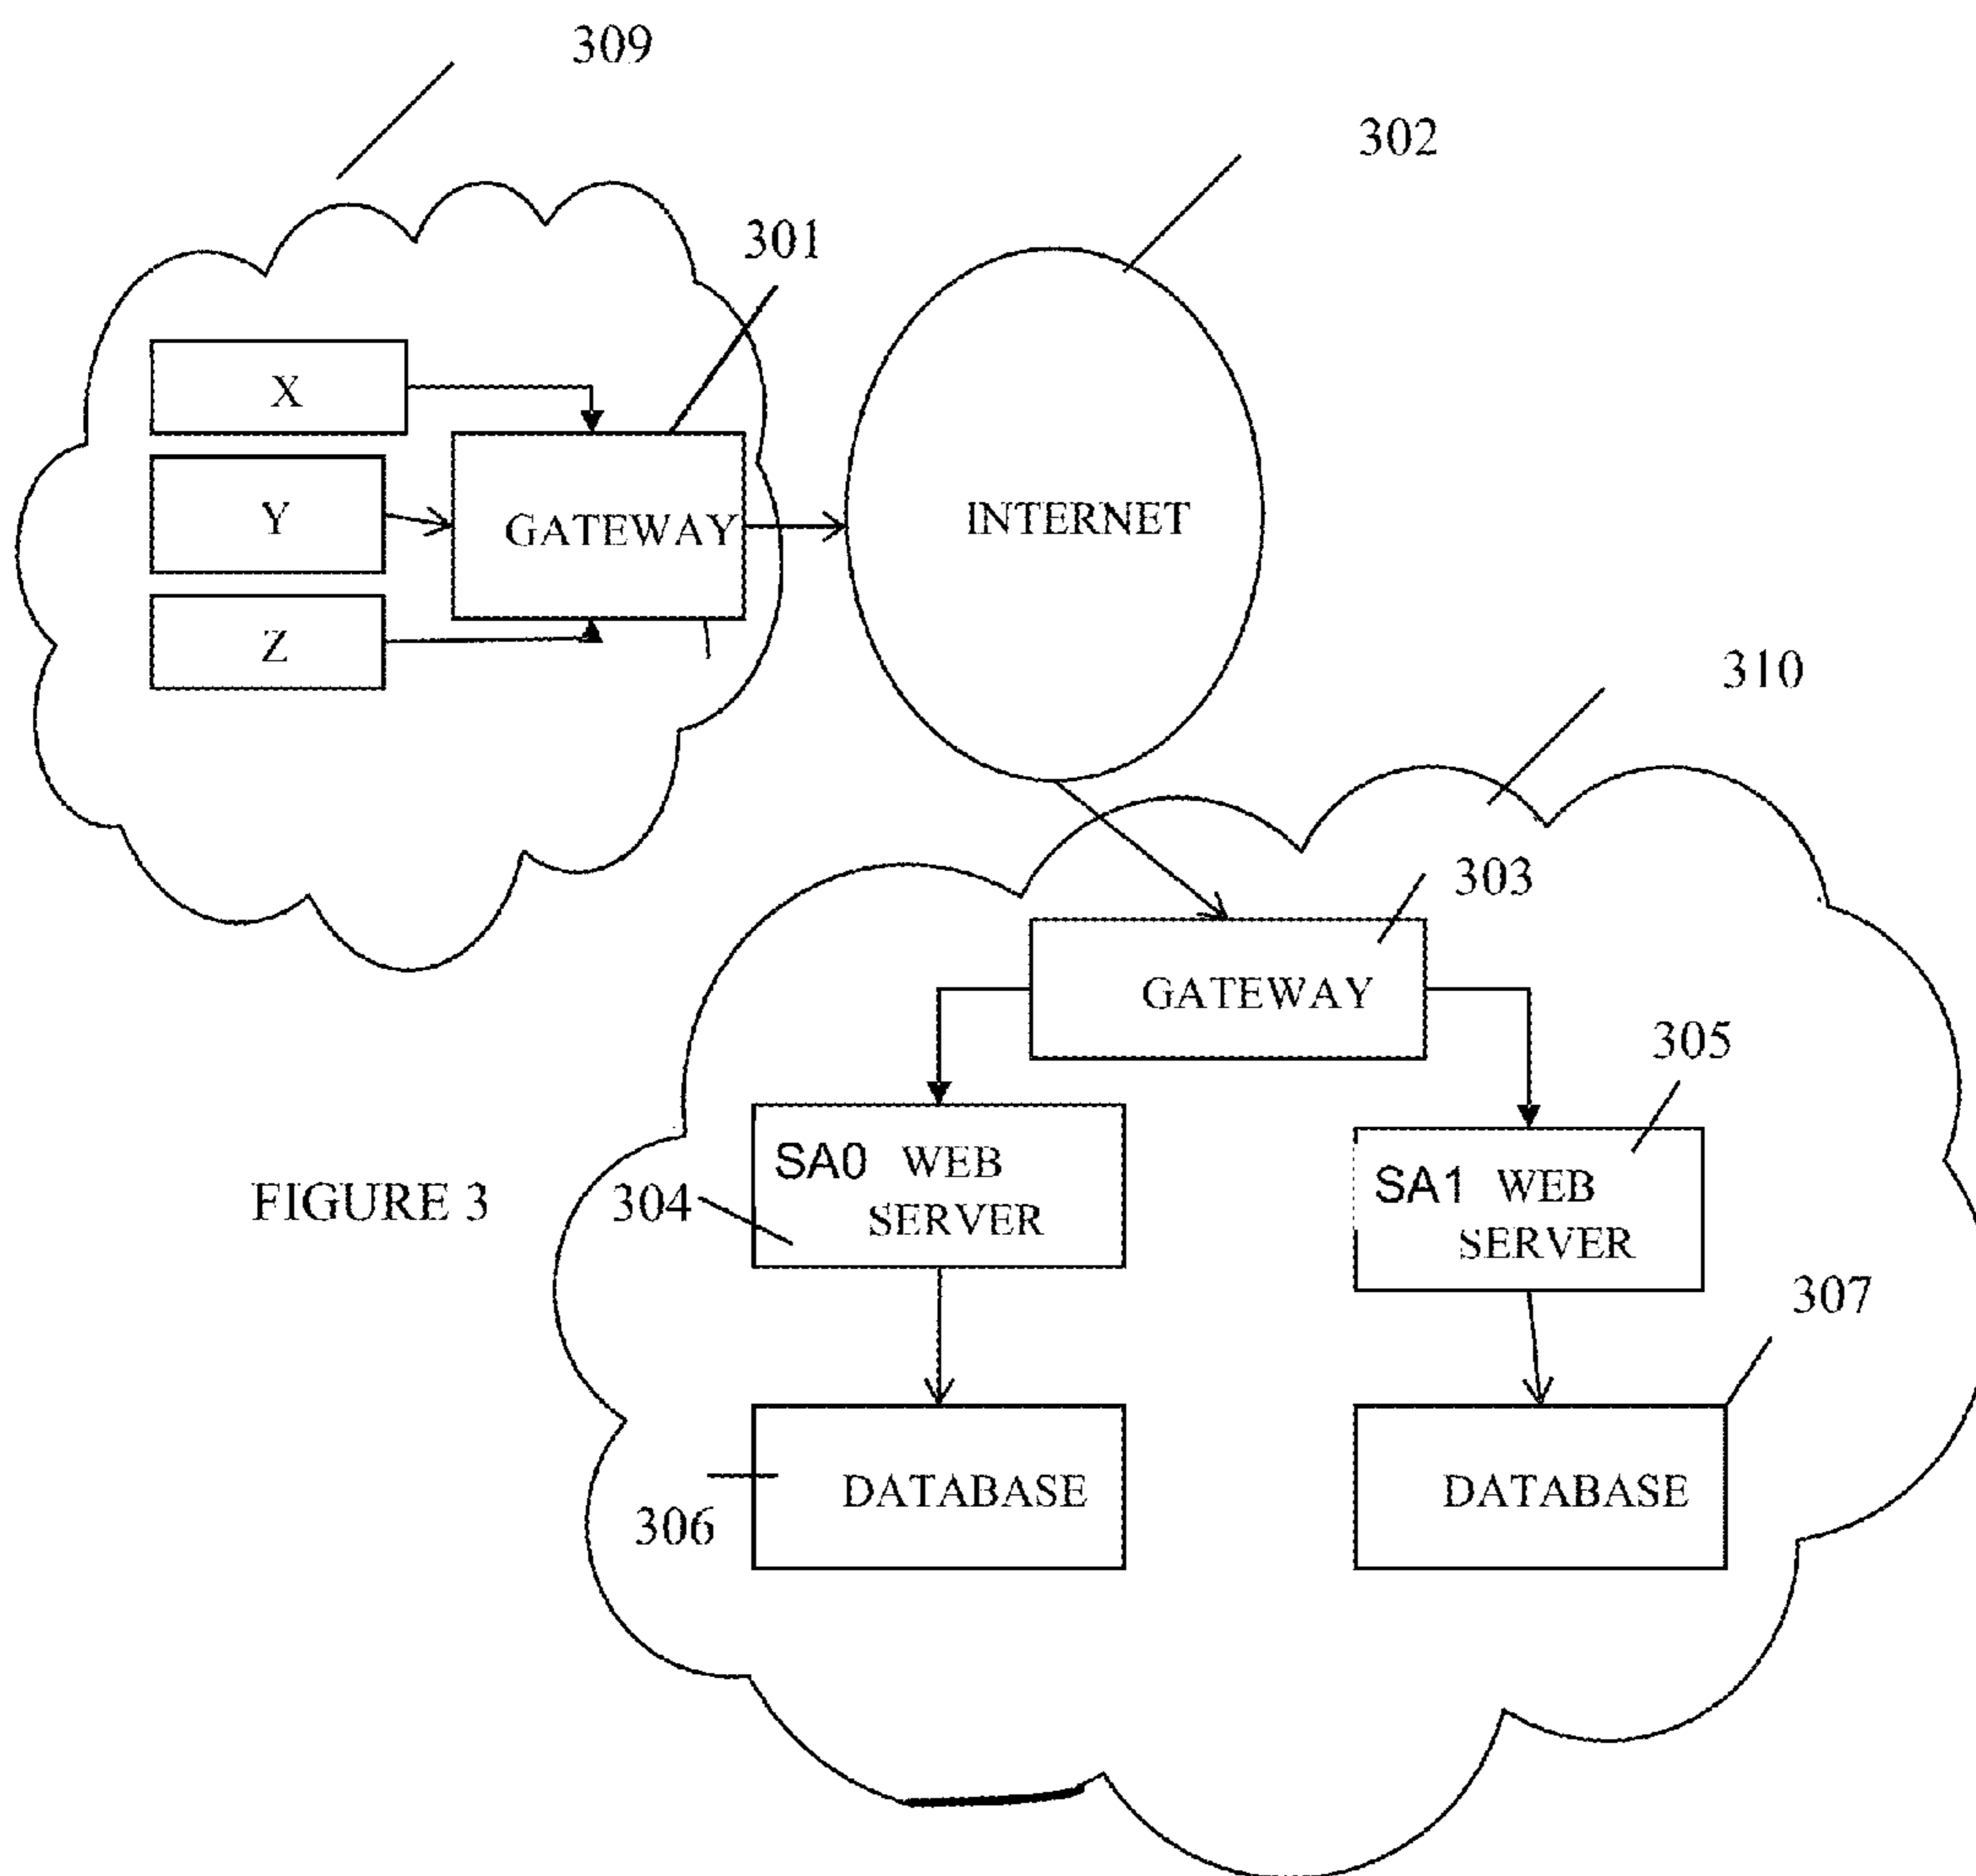 309
302
301
X
Y
GATEWAY
INTERNET
Z
310
303
GATEWAY
305
SA0 WEB
SERVER
SA1 WEB
SERVER
FIGURE 3
304
307
DATABASE
DATABASE
306